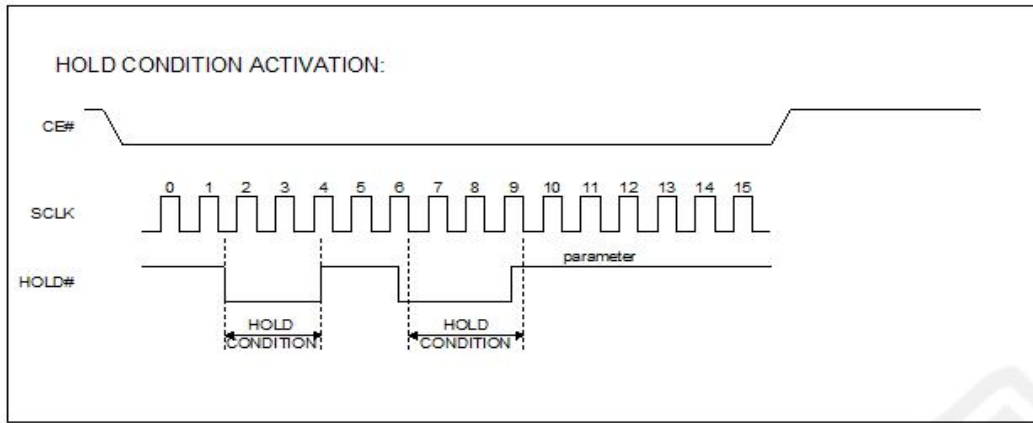 HOLD CONDITION ACTIVATION:
CE#
0 1 2 3 4 5 6 7 8 9 10 11 12 13 14 15
SCLK
parameter
HOLD#
HOLD HOLD
CONDITION CONDITION